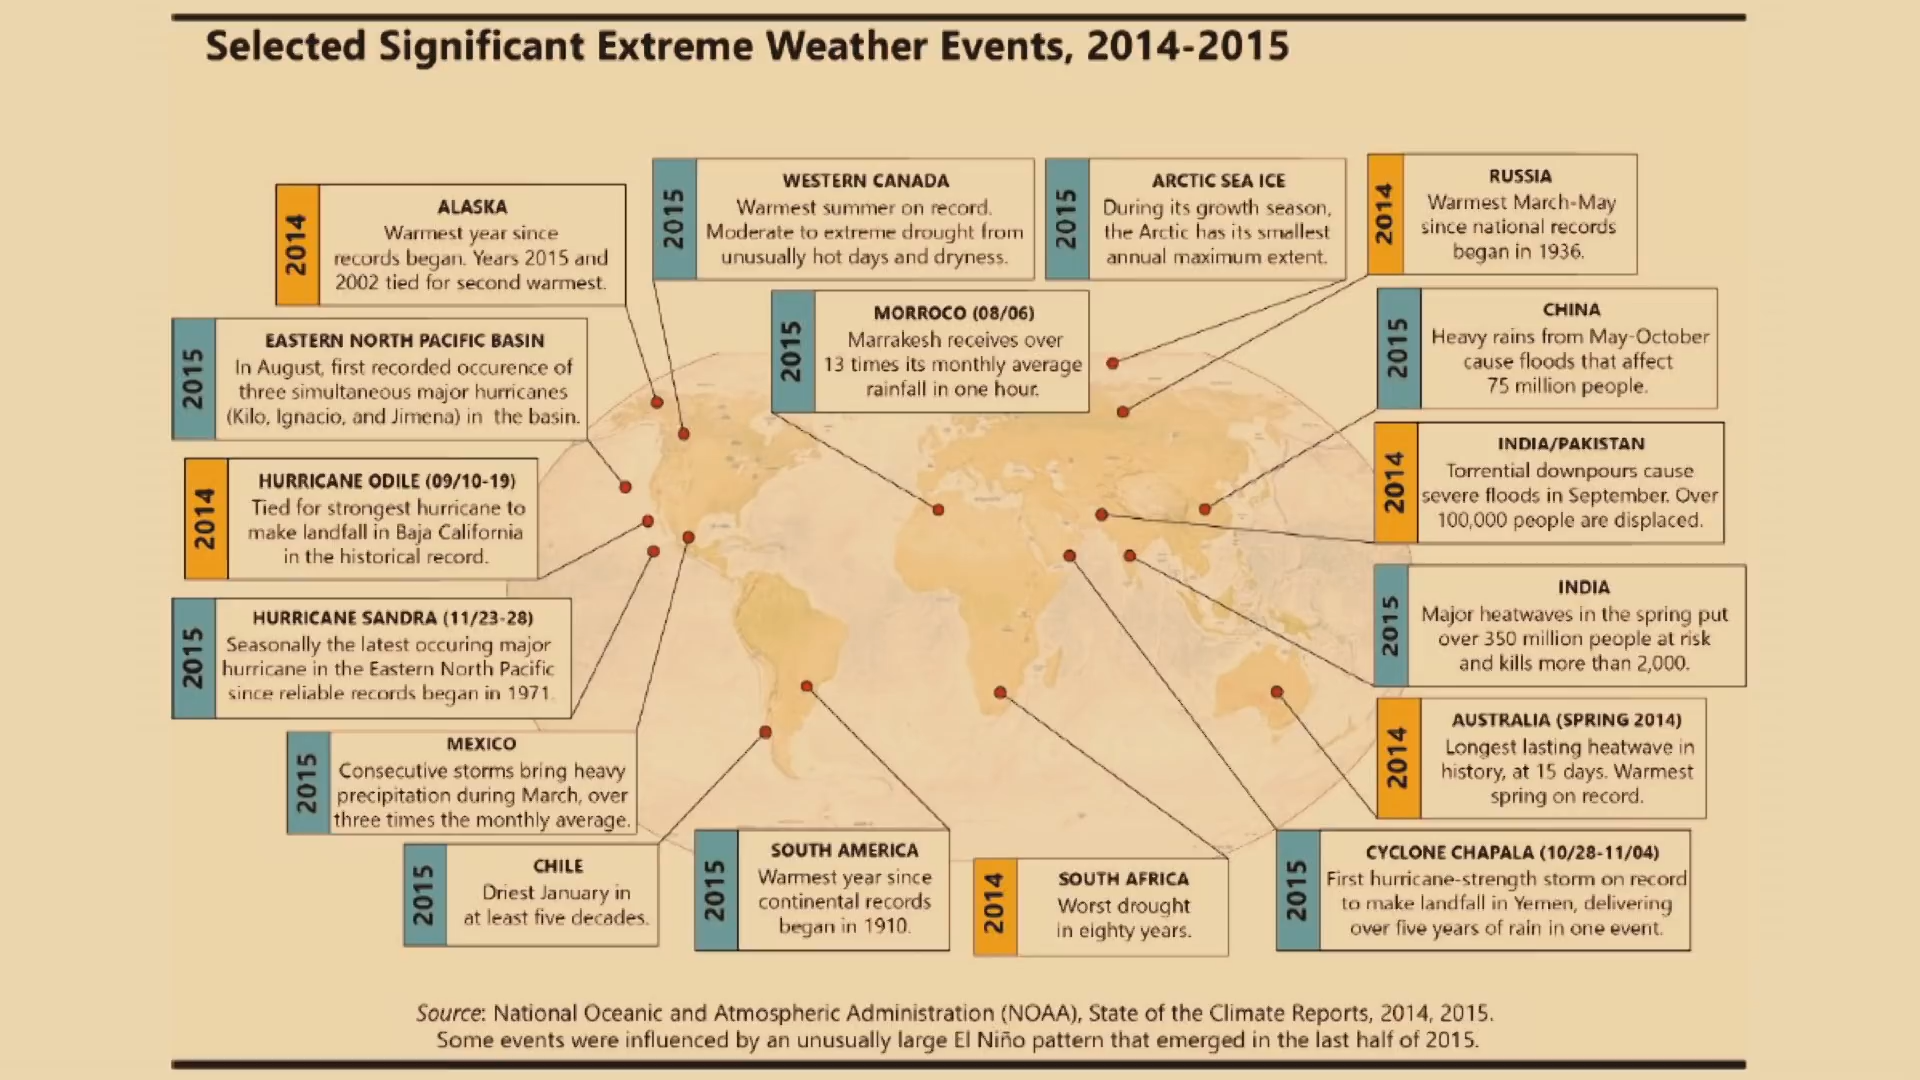 Selected Significant Extreme Weather Events, 2014-2015
2014
ALASKA
Warmest year since
records began. Years 2015 and
2002 tied for second warmest.
2015
WESTERN CANADA
Warmest summer on record.
Moderate to extreme drought from
unusually hot days and dryness.
2015
ARCTIC SEA ICE
During its growth season,
the Arctic has its smallest
annual maximum extent.
2014
RUSSIA
Warmest March-May
since national records
began in 1936.
2015
EASTERN NORTH PACIFIC BASIN
In August, first recorded occurence of
three simultaneous major hurricanes
(Kilo, Ignacio, and Jimena) in the basin.
2015
MORROCO (08/06)
Marrakesh receives over
13 times its monthly average
rainfall in one hour.
2015
CHINA
Heavy rains from May-October
cause floods that affect
75 million people.
2014
HURRICANE ODILE (09/10-19)
Tied for strongest hurricane to
make landfall in Baja California
in the historical record.
2014
INDIA/PAKISTAN
Torrential downpours cause
severe floods in September. Over
100,000 people are displaced.
2015
HURRICANE SANDRA (11/23-28)
Seasonally the latest occuring major
hurricane in the Eastern North Pacific
since reliable records began in 1971.
2015
INDIA
Major heatwaves in the spring put
over 350 million people at risk
and kills more than 2,000.
2015
MEXICO
Consecutive storms bring heavy
precipitation during March, over
three times the monthly average.
2014
AUSTRALIA (SPRING 2014)
Longest lasting heatwave in
history, at 15 days. Warmest
spring on record.
2015
CHILE
Driest January in
at least five decades.
2015
SOUTH AMERICA
Warmest year since
continental records
began in 1910.
2014
SOUTH AFRICA
Worst drought
in eighty years.
2015
CYCLONE CHAPALA (10/28-11/04)
First hurricane-strength storm on record
to make landfall in Yemen, delivering
over five years of rain in one event.
Source: National Oceanic and Atmospheric Administration (NOAA), State of the Climate Reports, 2014, 2015.
Some events were influenced by an unusually large El Niño pattern that emerged in the last half of 2015.